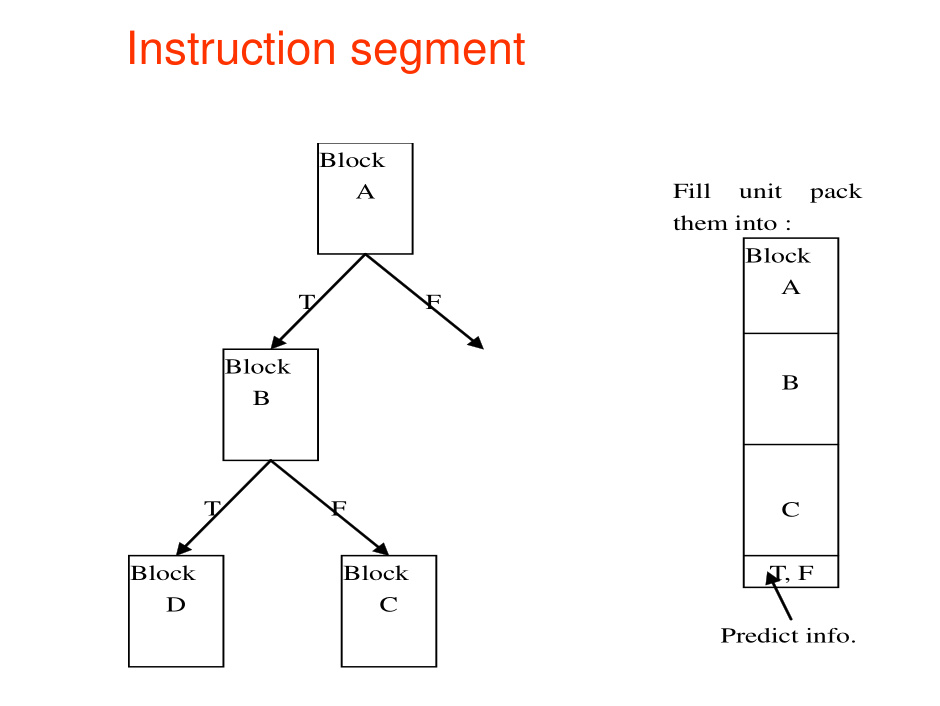 Instruction segment
Block
A
T
F
Block
B
T
F
Block
D
Block
C
Fill unit pack
them into :
Block
A
B
C
T, F
Predict info.